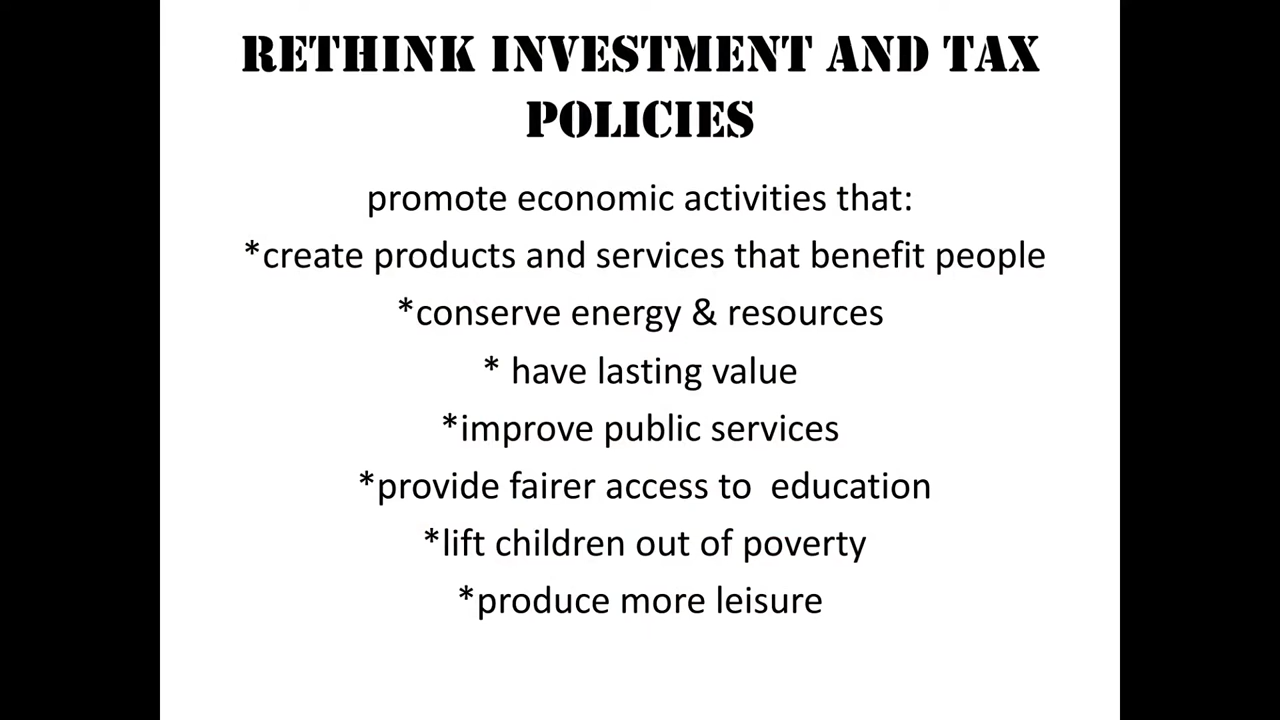 RETHINK INVESTMENT AND TAX
POLICIES
promote economic activities that:
*create products and services that benefit people
*conserve energy & resources
* have lasting value
*improve public services
*provide fairer access to  education
*lift children out of poverty
*produce more leisure